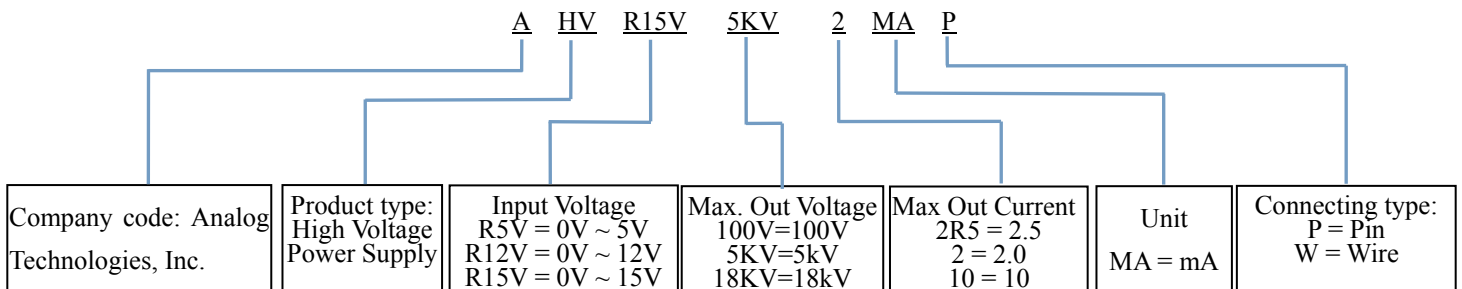 A HV R15V 5KV 2 MA P
Company code: Analog
Technologies, Inc.
Product type:
High Voltage
Power Supply
Input Voltage
R5V = 0V ~ 5V
R12V = 0V ~ 12V
R15V = 0V ~ 15V
Max. Out Voltage
100V=100V
5KV=5kV
18KV=18kV
Max Out Current
2R5 = 2.5
2 = 2.0
10 = 10
Unit
MA = mA
Connecting type:
P = Pin
W = Wire